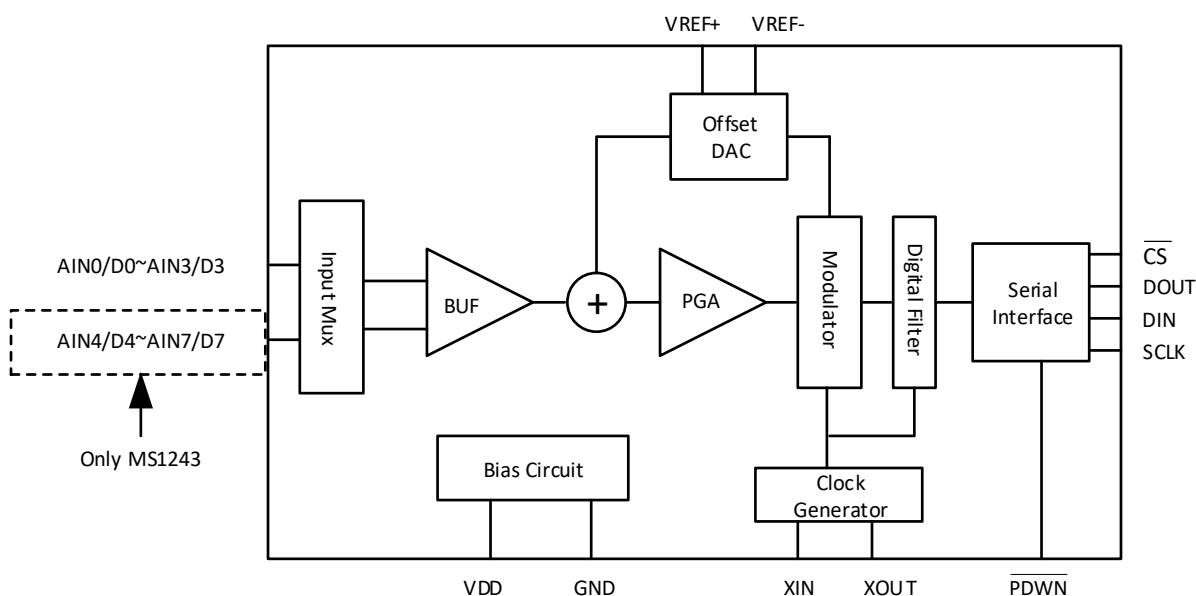 VREF+ VREF-
Offset
DAC
AIN0/D0~AIN3/D3
AIN4/D4~AIN7/D7
Only MS1243
Input Mux
BUF
+
PGA
Modulator
Digital Filter
Serial
Interface
CS
DOUT
DIN
SCLK
Bias Circuit
Clock
Generator
VDD GND XIN XOUT PDWN